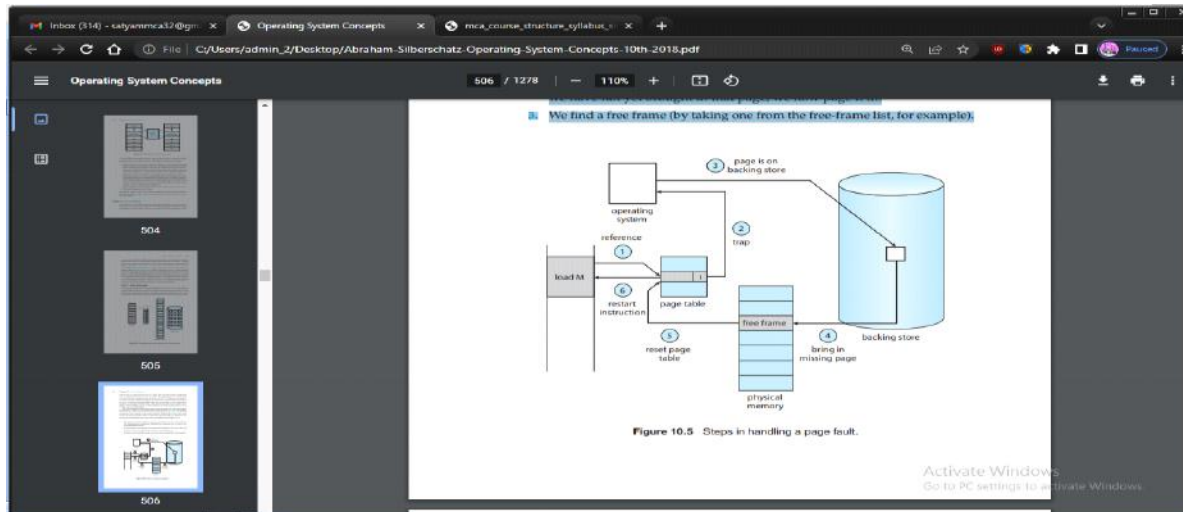 Inbox (314) - satyammca32@gm
Operating System Concepts
mca_course_structure_syllabus_s
File
C:/Users/admin_2/Desktop/Abraham-Silberschatz-Operating-System-Concepts-10th-2018.pdf
Paused
Operating System Concepts
506 / 1278
110%
3. We find a free frame (by taking one from the free-frame list, for example).
504
505
506
3
page is on
backing store
operating
system
2
trap
reference
1
load M
i
6
restart
instruction
page table
free frame
5
reset page
table
4
bring in
missing page
backing store
physical
memory
Figure 10.5 Steps in handling a page fault.
Activate Windows
Go to PC settings to activate Windows.